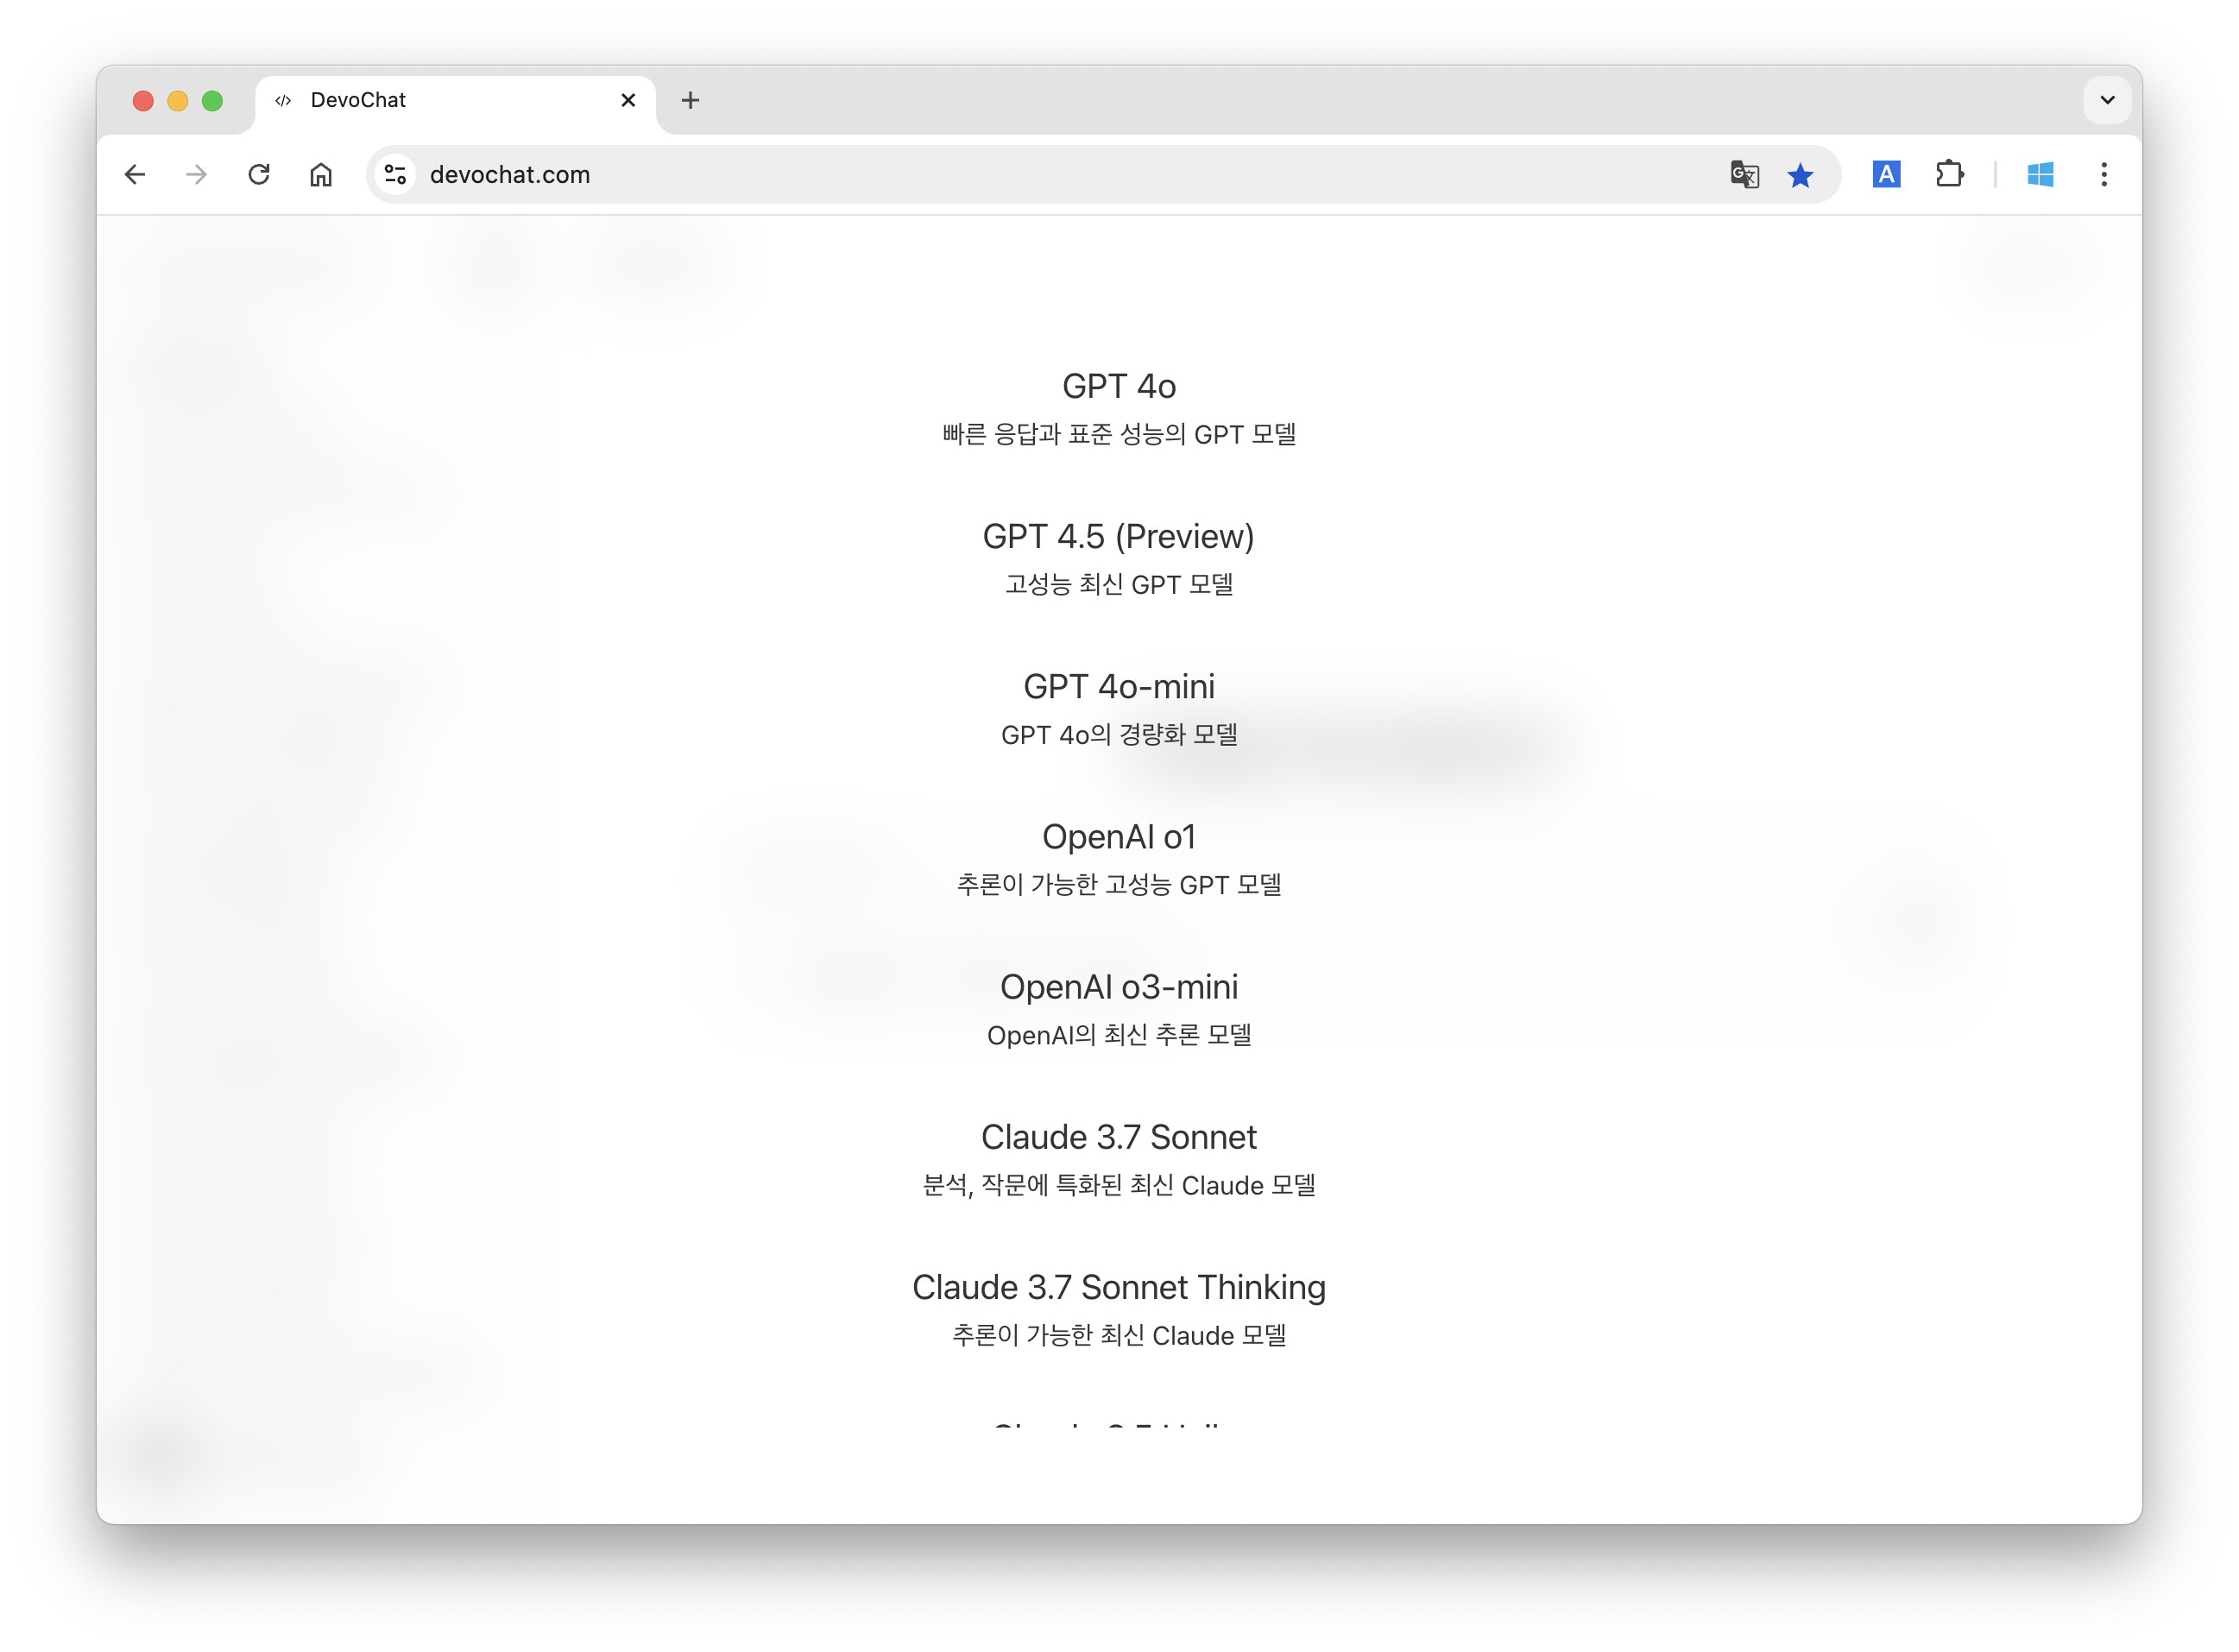 DevoChat
devochat.com
GPT 4o
빠른 응답과 표준 성능의 GPT 모델
GPT 4.5 (Preview)
고성능 최신 GPT 모델
GPT 4o-mini
GPT 4o의 경량화 모델
OpenAI o1
추론이 가능한 고성능 GPT 모델
OpenAI o3-mini
OpenAI의 최신 추론 모델
Claude 3.7 Sonnet
분석, 작문에 특화된 최신 Claude 모델
Claude 3.7 Sonnet Thinking
추론이 가능한 최신 Claude 모델